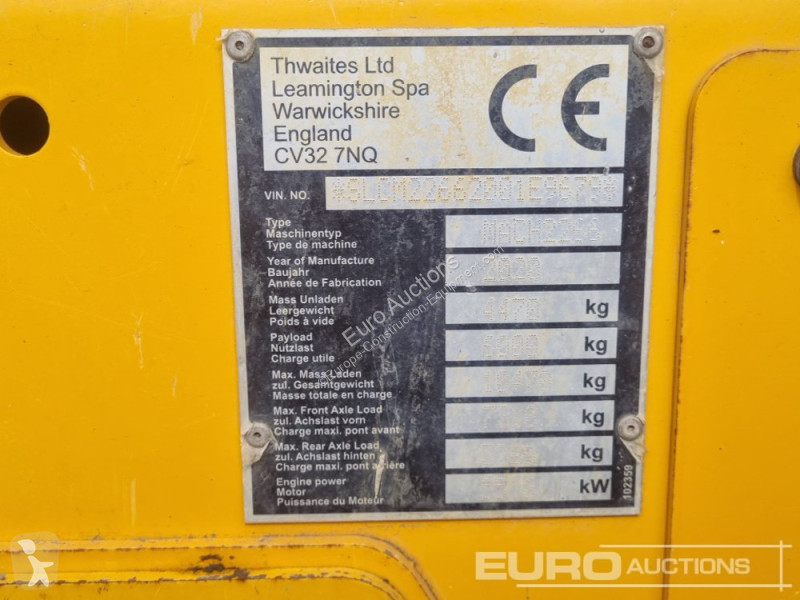 Thwaites Ltd
Leamington Spa
Warwickshire
England
CV32 7NQ
CE
VIN. NO.
Type
Maschinentyp
Type de machine
MACH2266
Year of Manufacture
Baujahr
Année de Fabrication
Mass Unladen
Leergewicht
Poids à vide
kg
Payload
Nutzlast
Charge utile
kg
Max. Mass Laden
zul. Gesamtgewicht
Masse totale en charge
kg
Max. Front Axle Load
zul. Achslast vorn
Charge maxi. pont avant
kg
Max. Rear Axle Load
zul. Achslast hinten
Charge maxi. pont arrière
kg
Engine power
Motor
Puissance du Moteur
kW
102359
Euro Auctions
EURO AUCTIONS